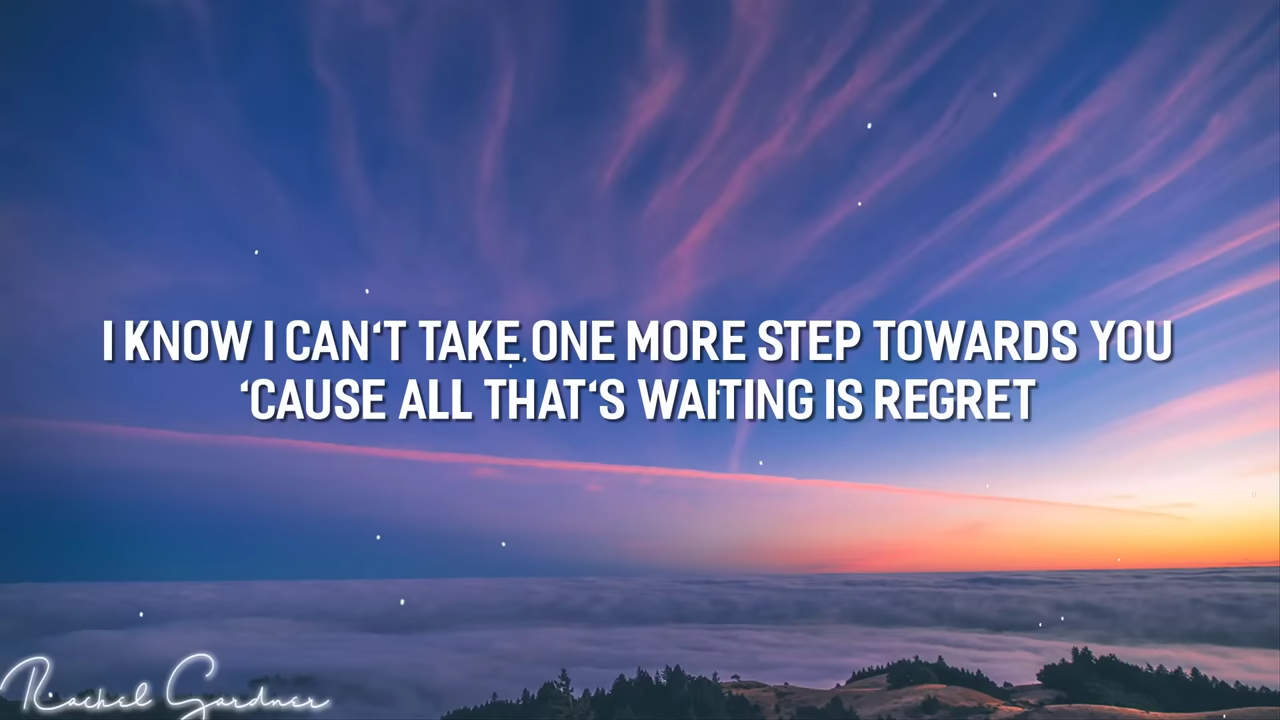 I KNOW I CAN‘T TAKE ONE MORE STEP TOWARDS YOU
‘CAUSE ALL THAT‘S WAITING IS REGRET
Rachel Gardner